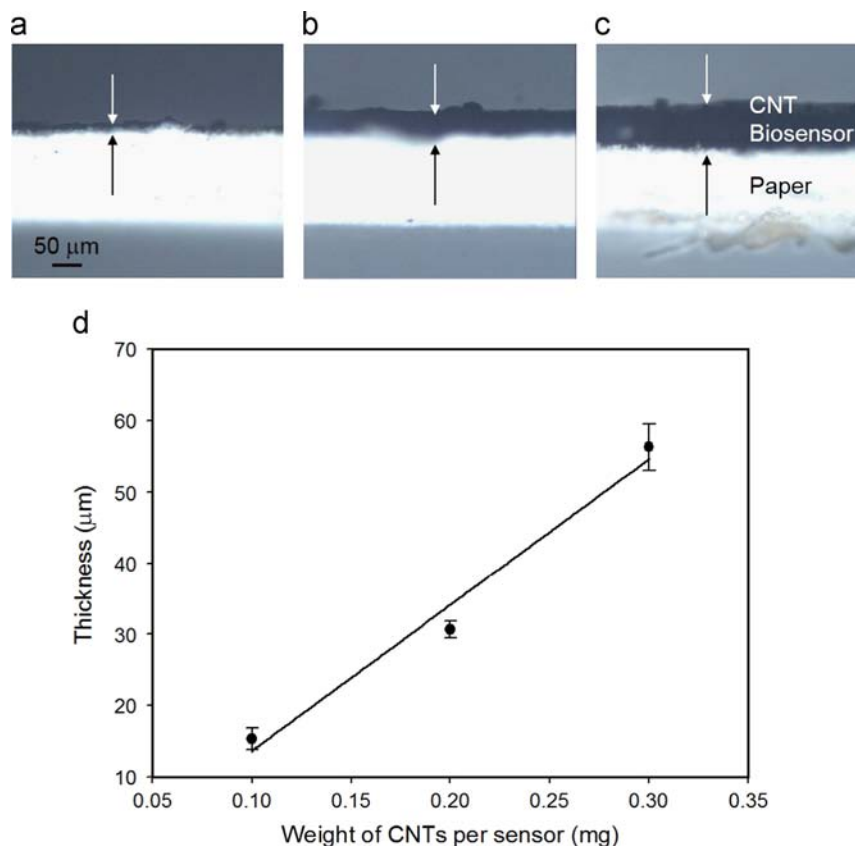 a
b
c
CNT
Biosensor
Paper
50 μm
d
70
60
50
40
30
20
10
Thickness (μm)
0.05 0.10 0.15 0.20 0.25 0.30 0.35
Weight of CNTs per sensor (mg)